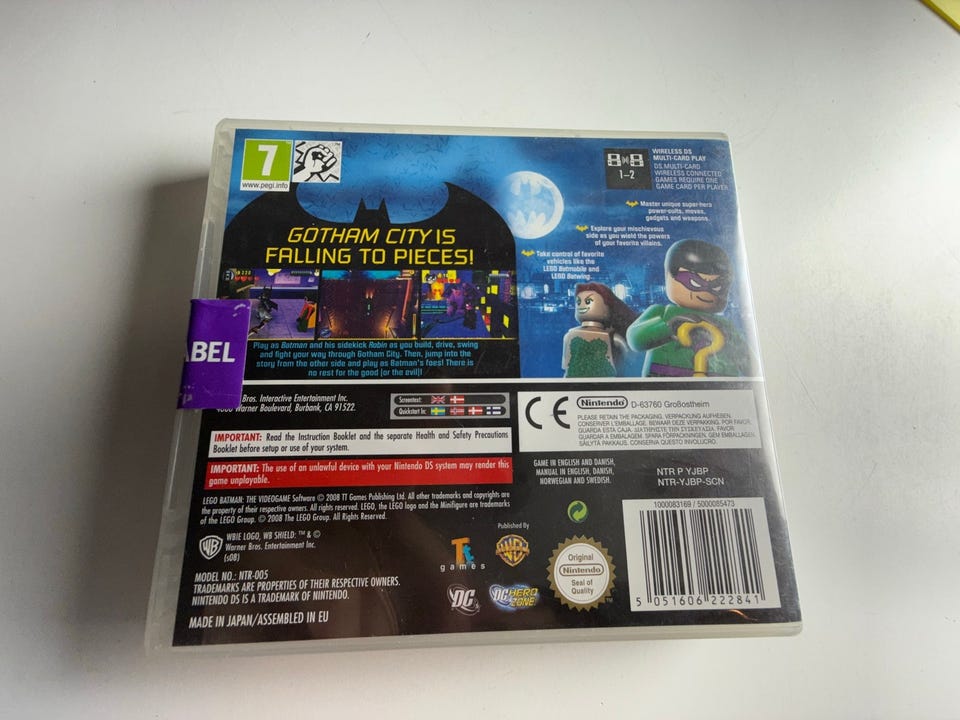 7
www.pegi.info
8 8
1-2
WIRELESS DS
MULTI-CARD PLAY
DS MULTI-CARD
WIRELESS CONNECTED
GAMES REQUIRE ONE
GAME CARD PER PLAYER
Master unique super-hero
power-suits, moves,
gadgets and weapons.
Explore your mischievous
side as you wield the powers
of your favorite villains.
Take control of favorite
vehicles like the
LEGO Batmobile and
LEGO Batwing.
GOTHAM CITY IS
FALLING TO PIECES!
Play as Batman and his sidekick Robin as you build, drive, swing
and fight your way through Gotham City. Then, jump into the
story from the other side and play as Batman's foes! There is
no rest for the good (or the evil)!
ABEL
Bros. Interactive Entertainment Inc.
Warner Boulevard, Burbank, CA 91522.
Screentext:
Quickstart in:
CE
Nintendo D-63760 Großostheim
PLEASE RETAIN THE PACKAGING. VERPACKUNG AUFHEBEN.
CONSERVER L'EMBALLAGE. BEWAAR DEZE VERPAKKING. POR FAVOR,
GUARDA ESTA CAJA. ΔΙΑΤΗΡΗΣΤΕ ΤΗΝ ΣΥΣΚΕΥΑΣΙΑ. FAVOR
GUARDAR A EMBALAGEM. SPARA FÖRPACKNINGEN. GEM EMBALLAGEN.
SÄILYTÄ PAKKAUS. CONSERVA QUESTO INVOLUCRO.
IMPORTANT: Read the Instruction Booklet and the separate Health and Safety Precautions
Booklet before setup or use of your system.
IMPORTANT: The use of an unlawful device with your Nintendo DS system may render this
game unplayable.
GAME IN ENGLISH AND DANISH,
MANUAL IN ENGLISH, DANISH,
NORWEGIAN AND SWEDISH.
NTR P YJBP
NTR-YJBP-SCN
LEGO BATMAN: THE VIDEOGAME Software © 2008 TT Games Publishing Ltd. All other trademarks and copyrights are
the property of their respective owners. All rights reserved. LEGO, the LEGO logo and the Minifigure are trademarks
of the LEGO Group. © 2008 The LEGO Group. All Rights Reserved.
WB
WBIE LOGO, WB SHIELD: ™ & ©
Warner Bros. Entertainment Inc.
(s08)
Published By
TT
games
WB
DC
DC HERO
ZONE
Original
Nintendo
Seal of
Quality
TM
1000083169 / 5000085473
5 051606 222841
MODEL NO.: NTR-005
TRADEMARKS ARE PROPERTIES OF THEIR RESPECTIVE OWNERS.
NINTENDO DS IS A TRADEMARK OF NINTENDO.
MADE IN JAPAN/ASSEMBLED IN EU